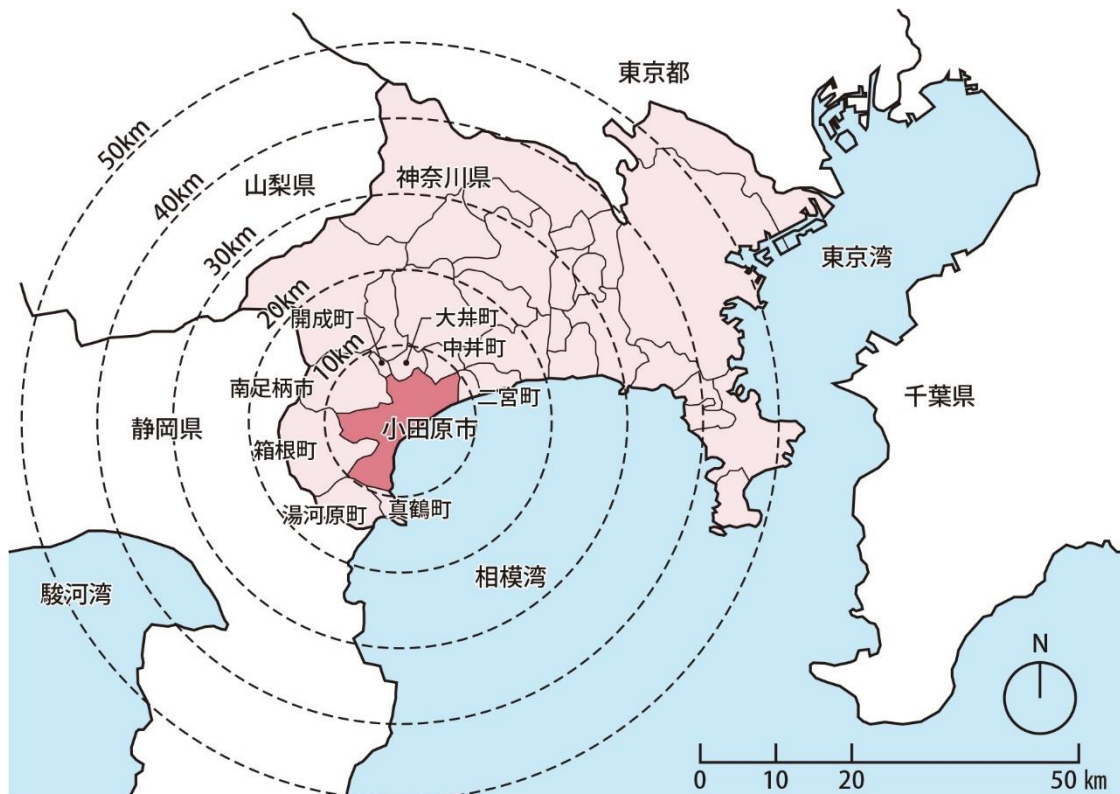 東京都
50km
40km
山梨県
神奈川県
30km
東京湾
20km
開成町
大井町
10km
中井町
南足柄市
二宮町
千葉県
静岡県
小田原市
箱根町
湯河原町
真鶴町
相模湾
駿河湾
N
0 10 20 50 km